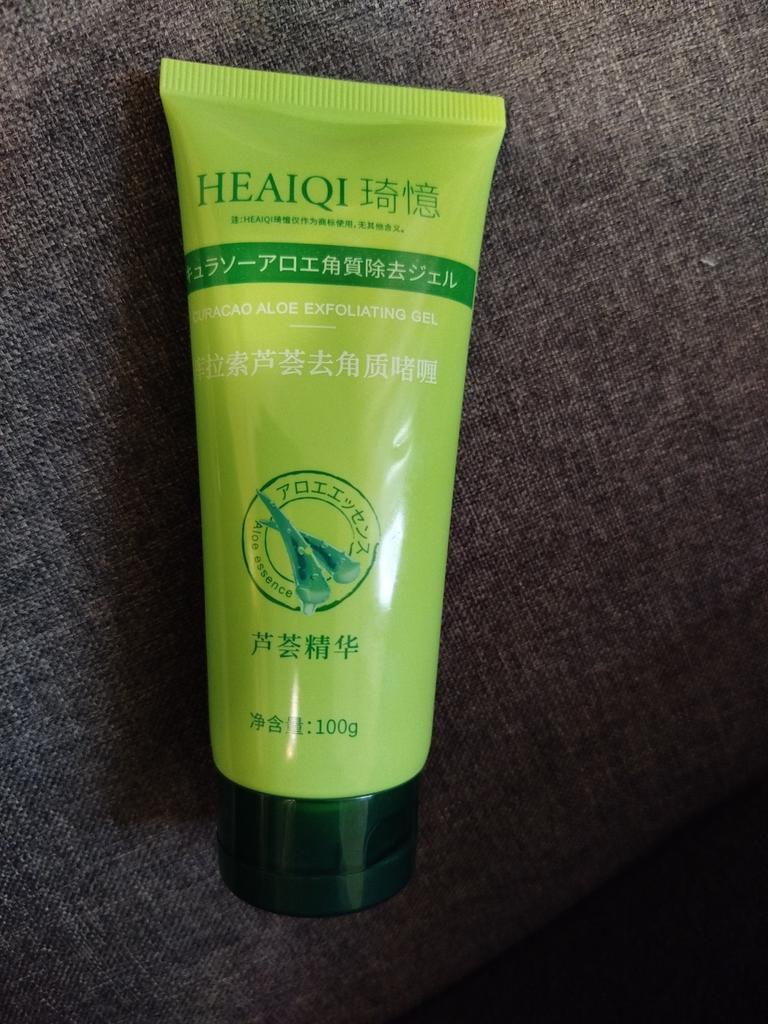 HEAIQI 琦憶
注:HEAIQI琦憶仅作为商标使用,无其他含义。
キュラソーアロエ角質除去ジェル
CURACAO ALOE EXFOLIATING GEL
库拉索芦荟去角质啫喱
アロエエッセンス
Aloe essence
芦荟精华
净含量:100g